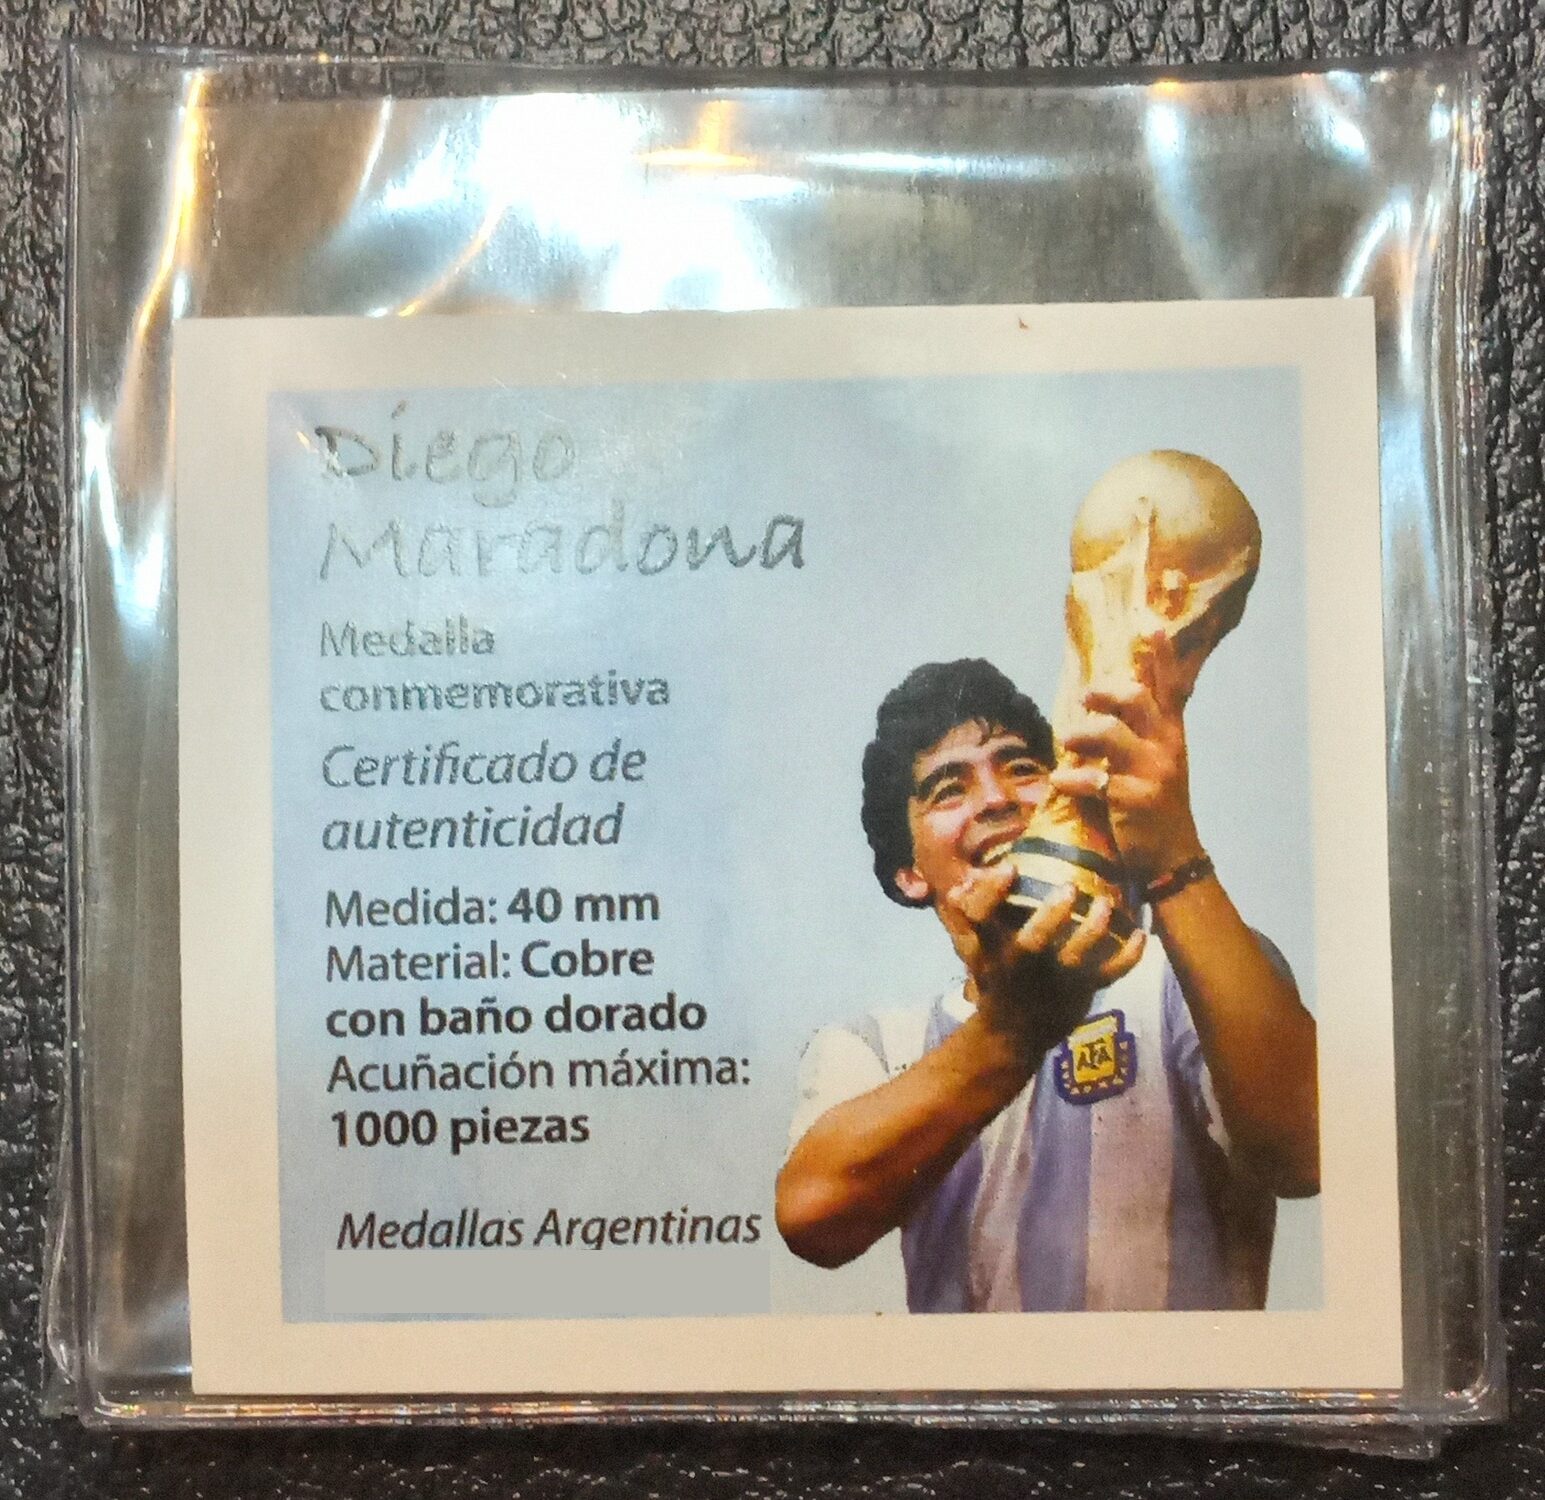 Diego
Maradona
Medalla
conmemorativa
Certificado de
autenticidad
Medida: 40 mm
Material: Cobre
con baño dorado
Acuñación máxima:
1000 piezas
Medallas Argentinas
AFA